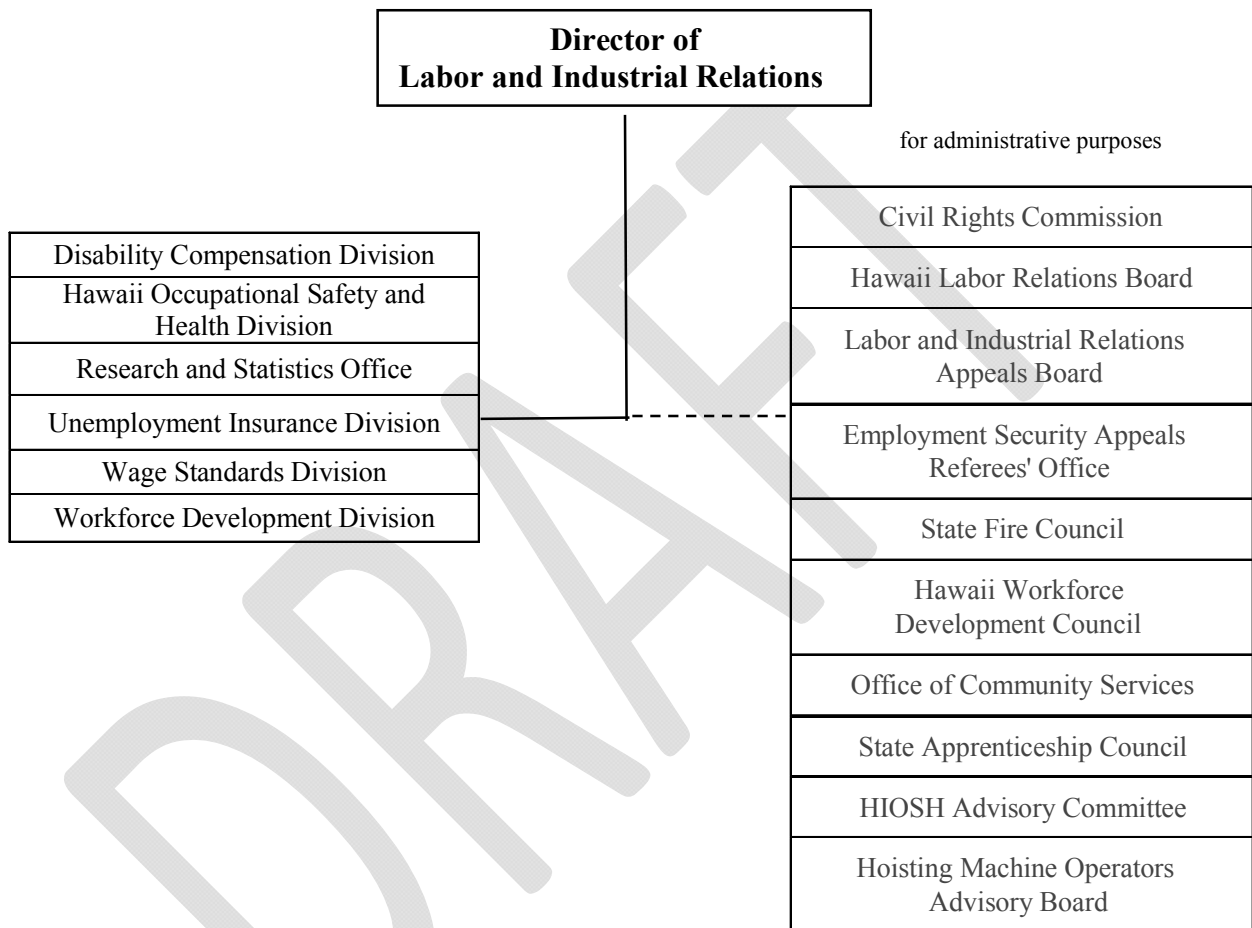 Director of
Labor and Industrial Relations
for administrative purposes
Disability Compensation Division
Hawaii Occupational Safety and
Health Division
Research and Statistics Office
Unemployment Insurance Division
Wage Standards Division
Workforce Development Division
Civil Rights Commission
Hawaii Labor Relations Board
Labor and Industrial Relations
Appeals Board
Employment Security Appeals
Referees' Office
State Fire Council
Hawaii Workforce
Development Council
Office of Community Services
State Apprenticeship Council
HIOSH Advisory Committee
Hoisting Machine Operators
Advisory Board
DRAFT